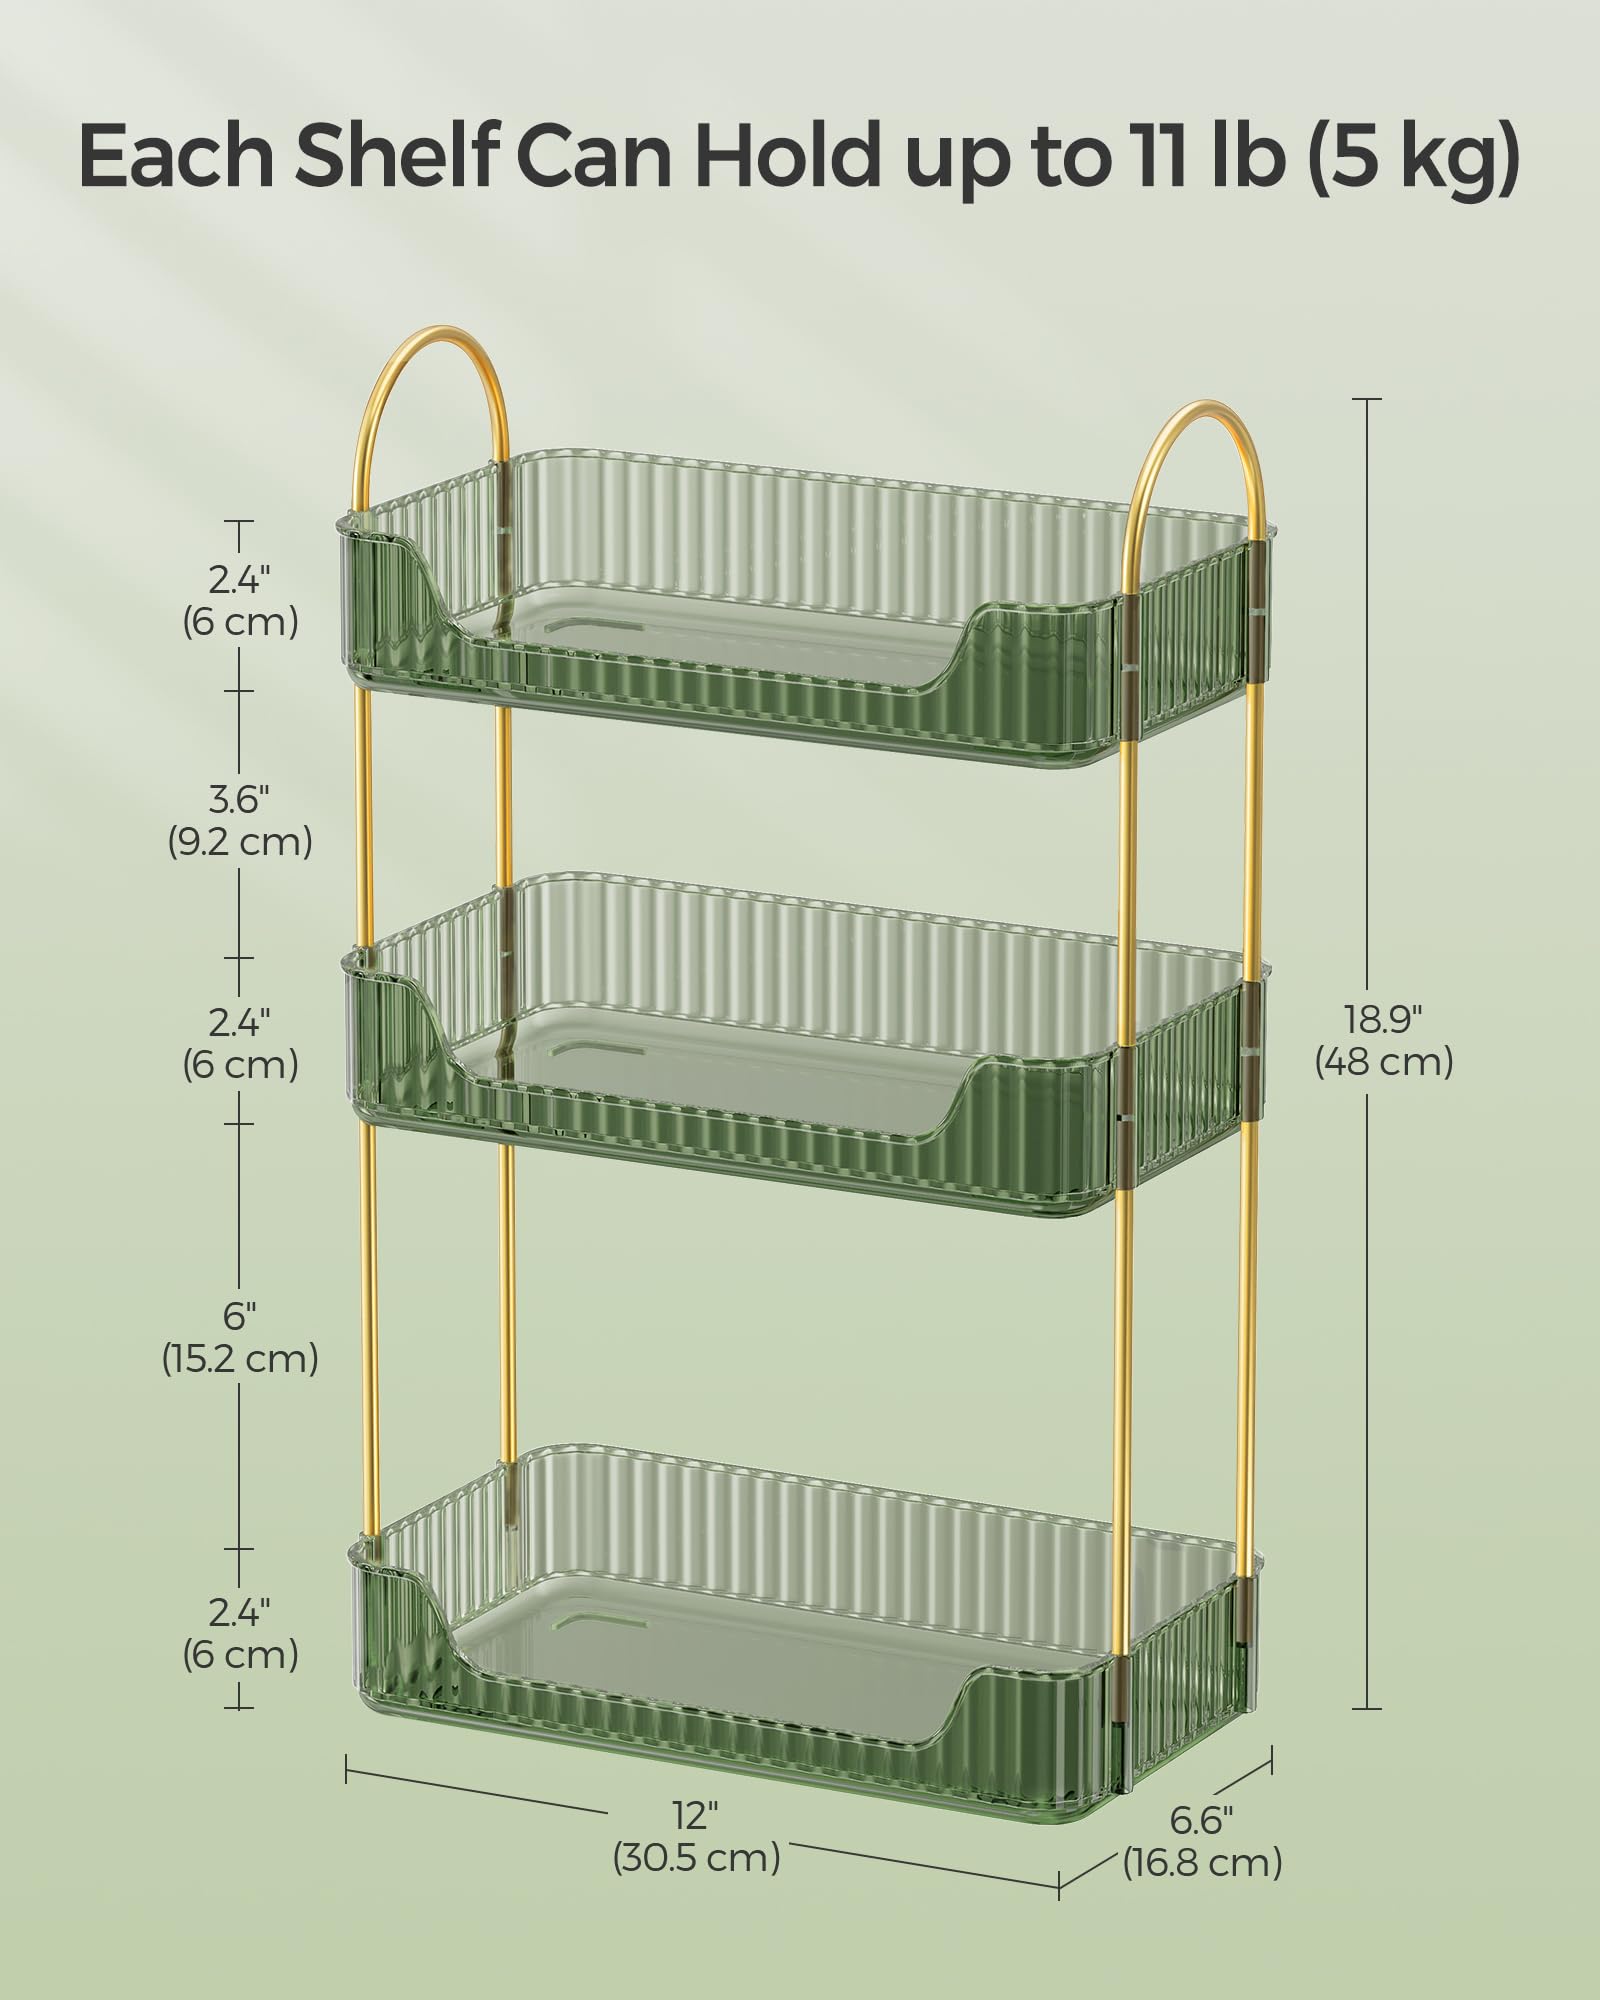 Each Shelf Can Hold up to 11 lb (5 kg)
2.4"
(6 cm)
3.6"
(9.2 cm)
2.4"
(6 cm)
6"
(15.2 cm)
2.4"
(6 cm)
18.9"
(48 cm)
12"
(30.5 cm)
6.6"
(16.8 cm)